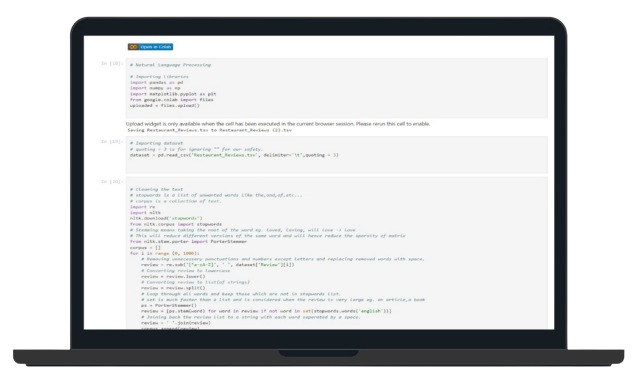 Open in Colab
# Natural Language Processing
# Importing Libraries
import pandas as pd
import numpy as np
import matplotlib.pyplot as plt
from google.colab import files
uploaded = files.upload()
Upload widget is only available when the cell has been executed in the current browser session. Please rerun this cell to enable.
Saving Restaurant_Reviews.tsv to Restaurant_Reviews (1).tsv
# Importing dataset
# quoting = 3 is for ignoring "" for our safety.
dataset = pd.read_csv('Restaurant_Reviews.tsv', delimiter='\t',quoting = 3)
# Cleaning the text
# stopwords is a list of unwanted words like the,and,of,etc...
# corpus is a collection of text.
import re
import nltk
nltk.download('stopwords')
from nltk.corpus import stopwords
# Stemming means taking the root of the word eg. loved, loving, will love -> love
# This will reduce different versions of the same word and will hence reduce the sparsity of matrix
from nltk.stem.porter import PorterStemmer
corpus = []
for i in range (0, 1000):
# Removing unnecessary punctuations and numbers except letters and replacing removed words with space.
review = re.sub('[^a-zA-Z]', ' ', dataset['Review'][i])
# Converting review to lowercase
review = review.lower()
# Converting review to list(of strings)
review = review.split()
# Loop through all words and keep those which are not in stopwords list.
# set is much faster than a list and is considered when the review is very large eg. an article,a book
ps = PorterStemmer()
review = [ps.stem(word) for word in review if not word in set(stopwords.words('english'))]
# Joining back the review list to a string with each word separated by a space.
review = ' '.join(review)
corpus.append(review)